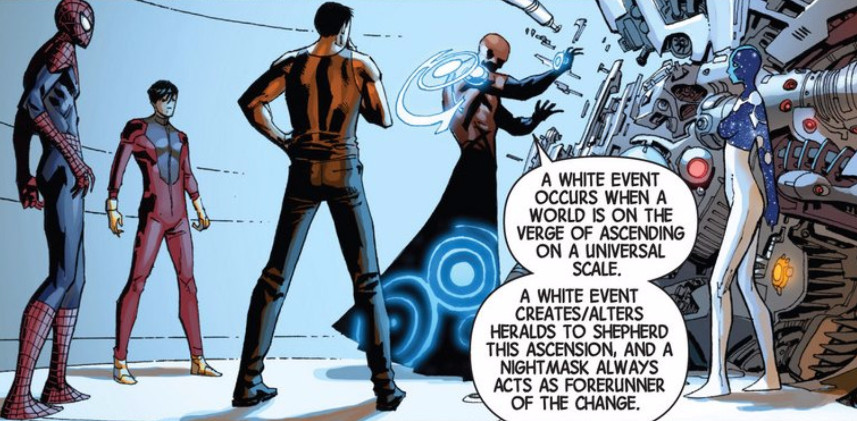 A WHITE EVENT
OCCURS WHEN A
WORLD IS ON THE
VERGE OF ASCENDING
ON A UNIVERSAL
SCALE.
A WHITE EVENT
CREATES/ALTERS
HERALDS TO SHEPHERD
THIS ASCENSION, AND A
NIGHTMASK ALWAYS
ACTS AS FORERUNNER
OF THE CHANGE.